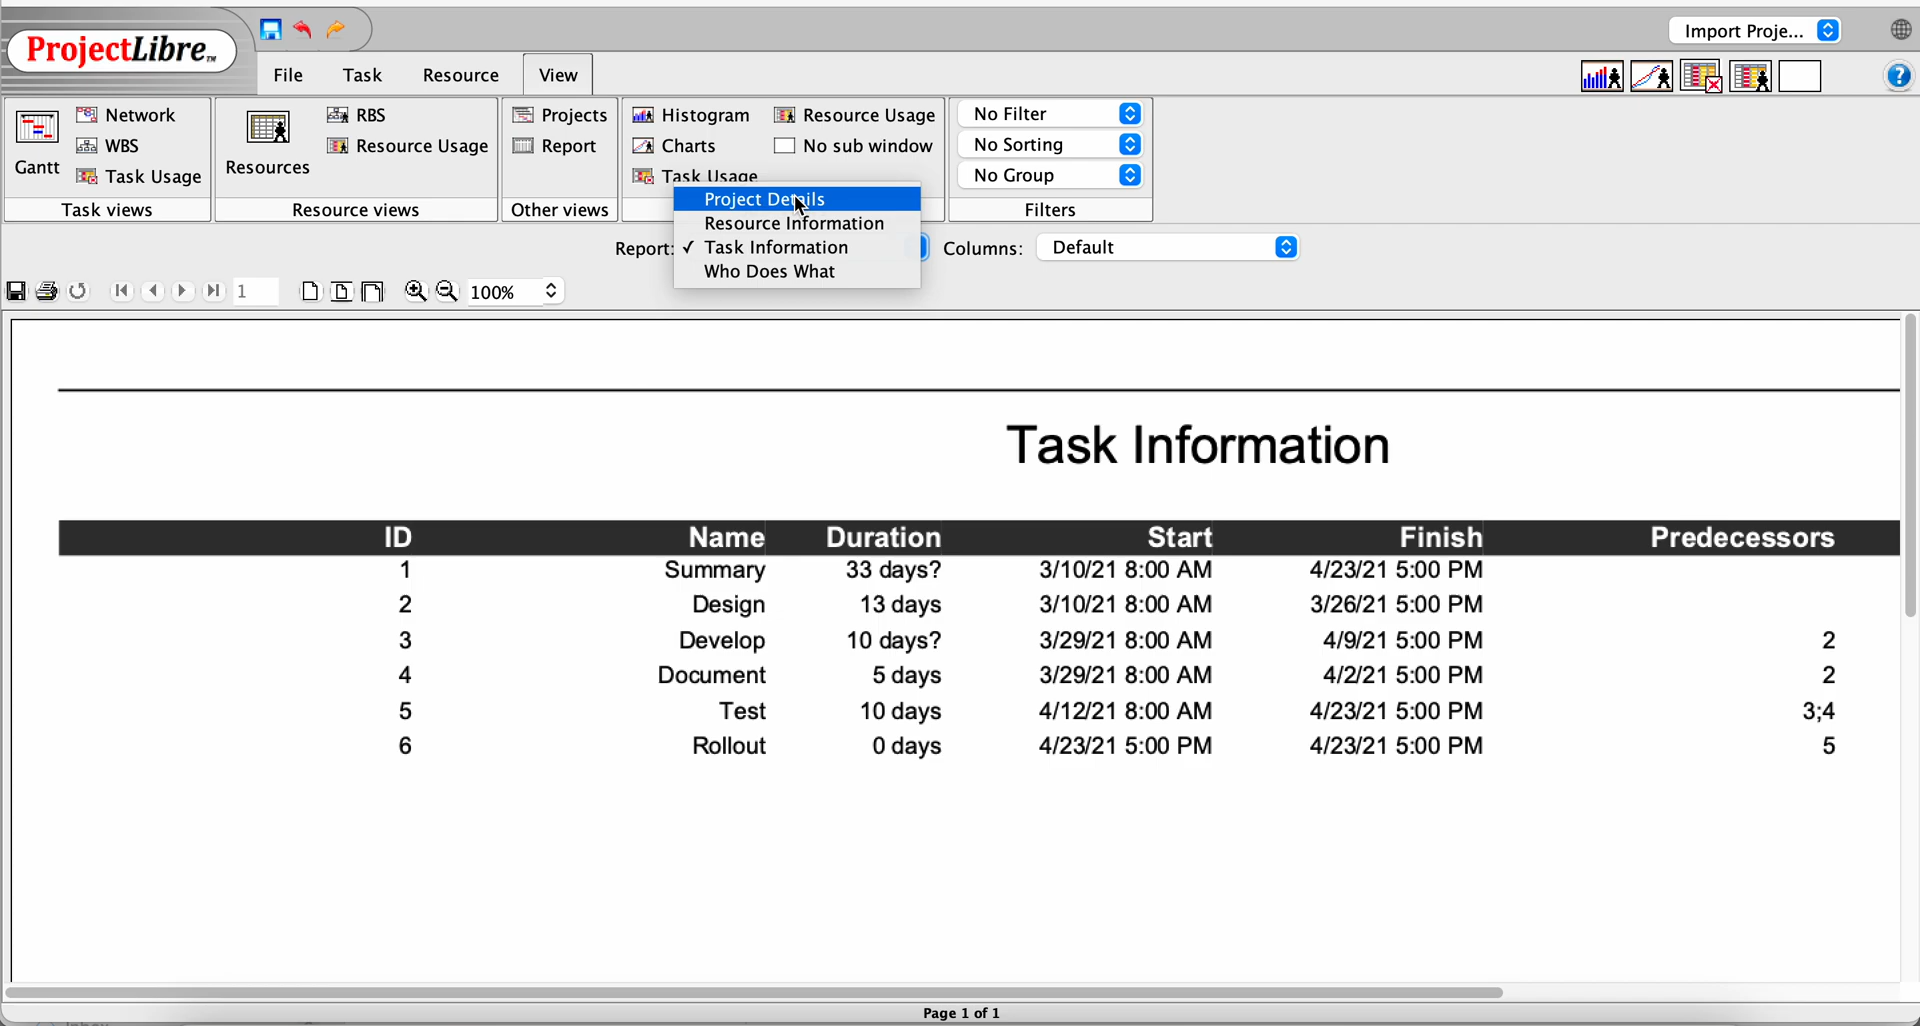 ProjectLibre™
Import Proje...
File Task Resource View
Gantt
Network
WBS
Task Usage
Task views
Resources
RBS
Resource Usage
Resource views
Projects
Report
Other views
Histogram
Charts
Task Usage
Resource Usage
No sub window
No Filter
No Sorting
No Group
Filters
Report:
Project Details
Resource Information
✓ Task Information
Who Does What
Columns: Default
1
100%
Task Information
ID Name Duration Start Finish Predecessors
1 Summary 33 days? 3/10/21 8:00 AM 4/23/21 5:00 PM
2 Design 13 days 3/10/21 8:00 AM 3/26/21 5:00 PM
3 Develop 10 days? 3/29/21 8:00 AM 4/9/21 5:00 PM 2
4 Document 5 days 3/29/21 8:00 AM 4/2/21 5:00 PM 2
5 Test 10 days 4/12/21 8:00 AM 4/23/21 5:00 PM 3;4
6 Rollout 0 days 4/23/21 5:00 PM 4/23/21 5:00 PM 5
Page 1 of 1